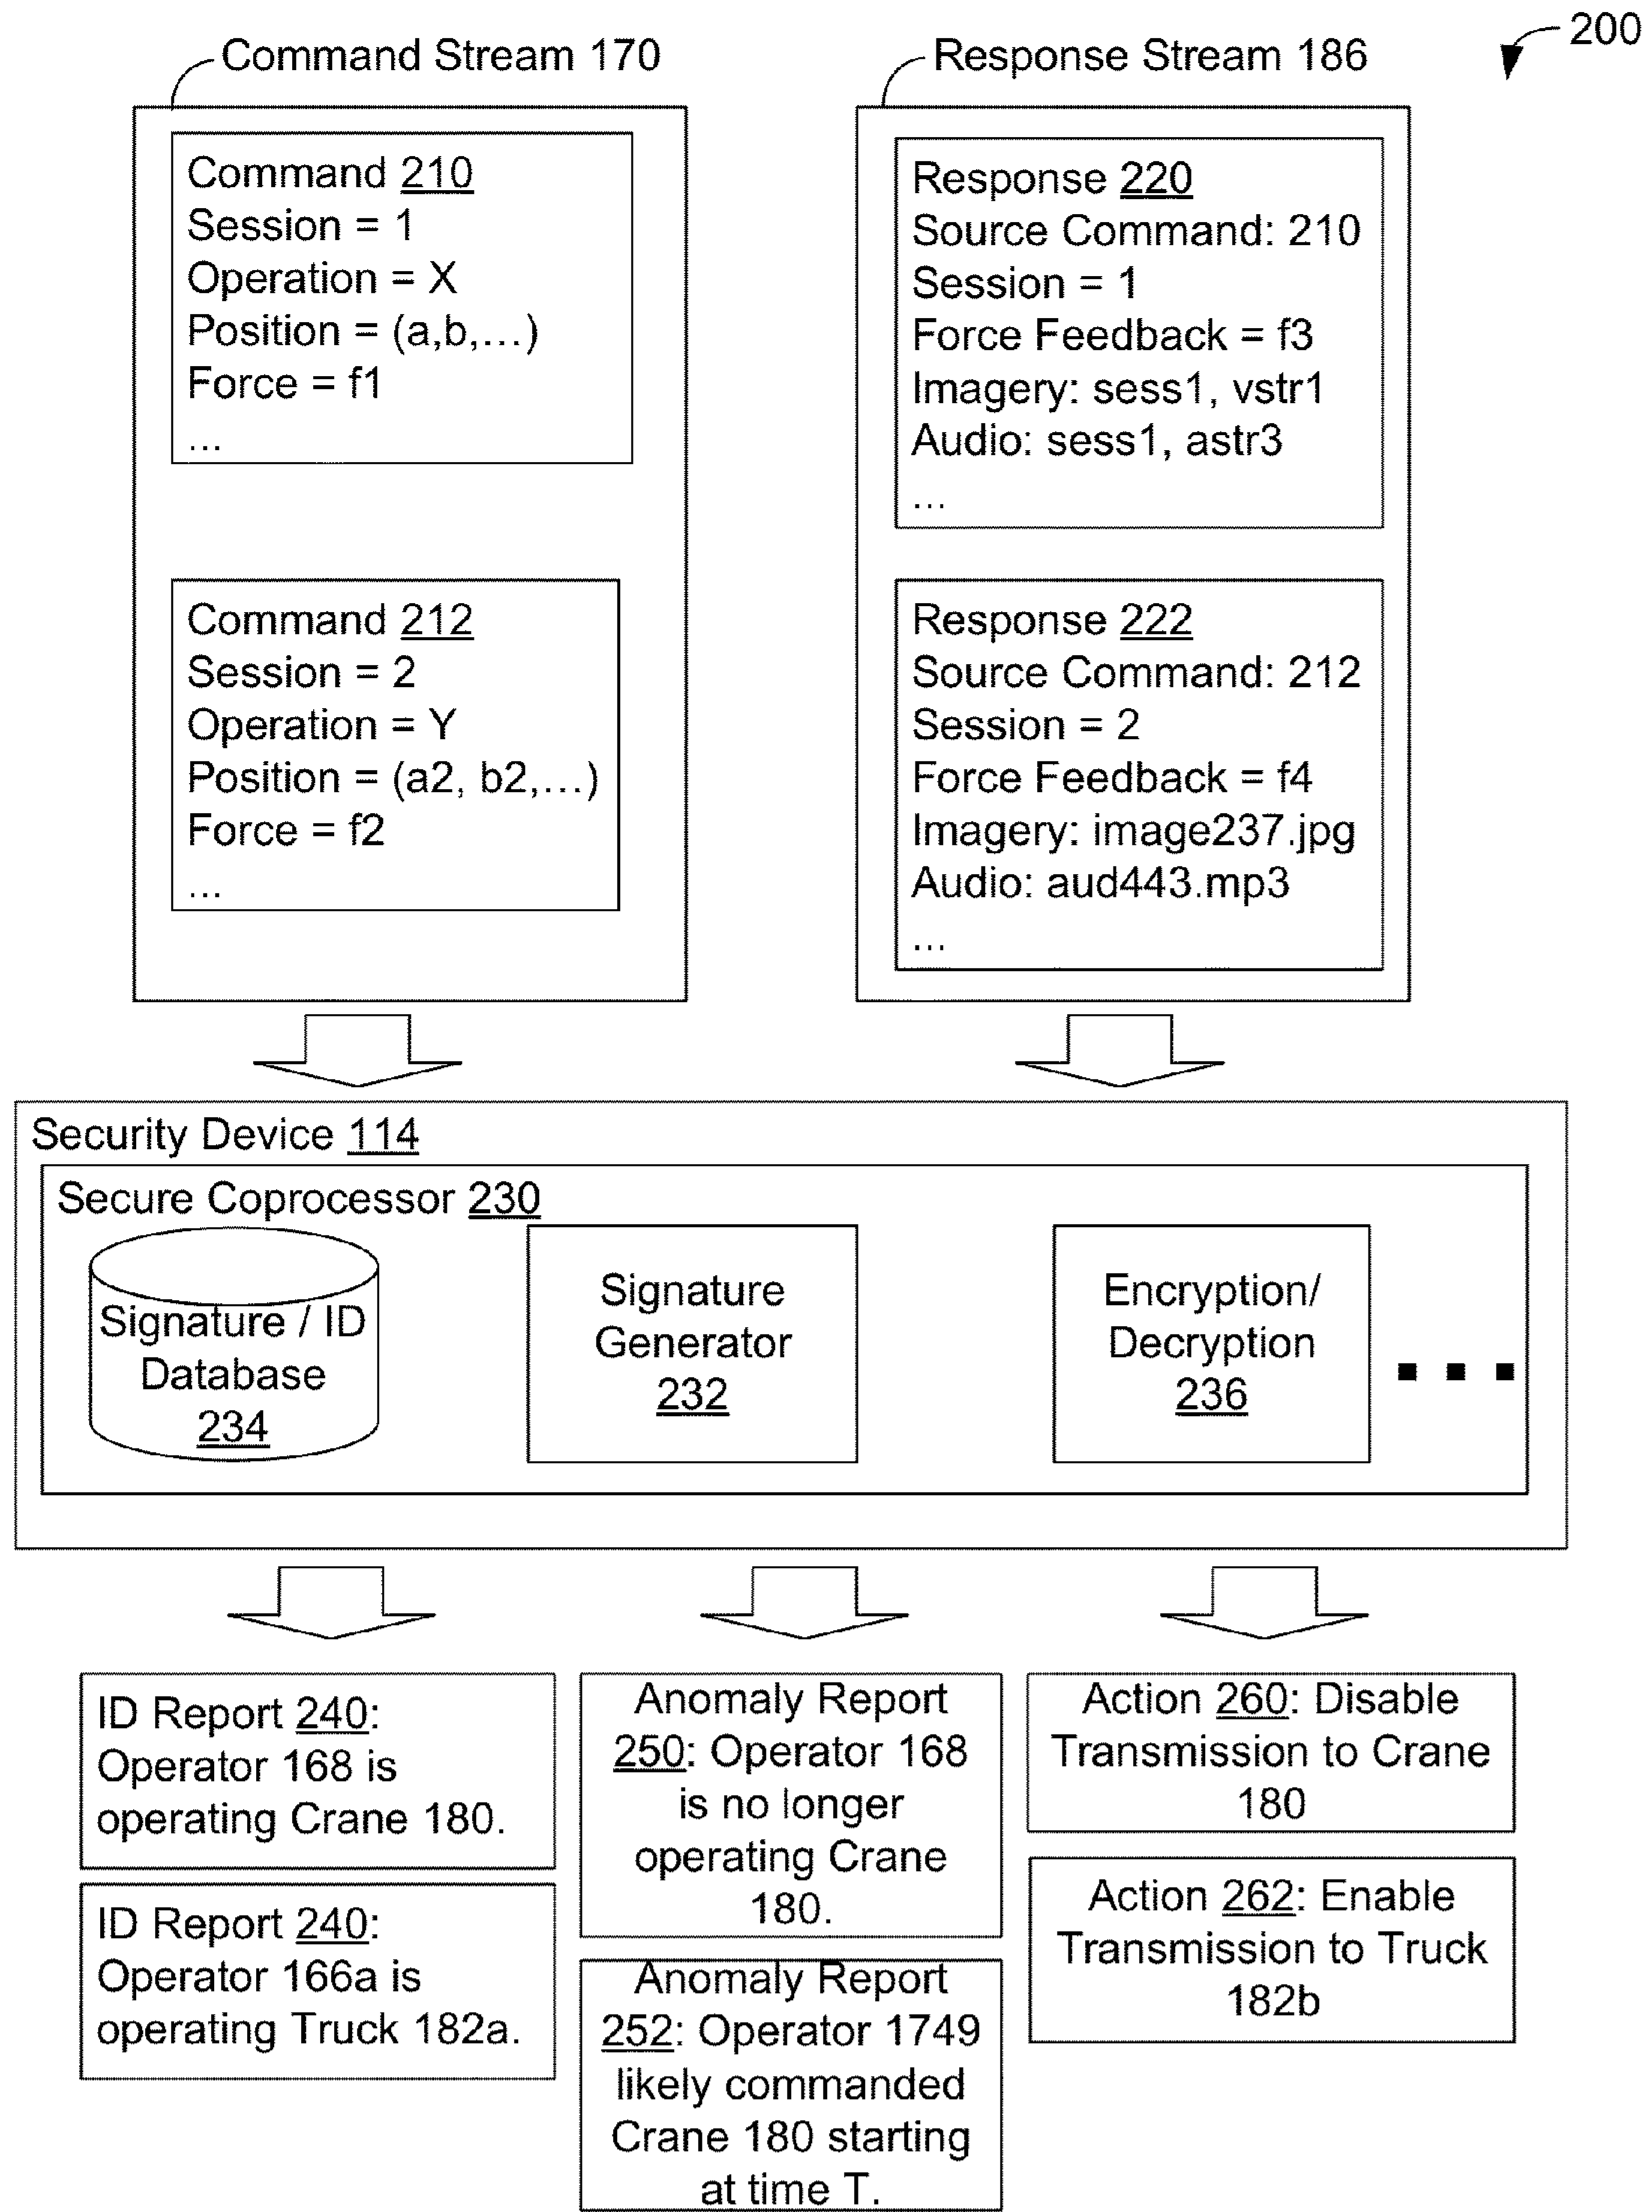 200
Command Stream 170
Response Stream 186
Command 210
Session = 1
Operation = X
Position = (a,b,...)
Force = f1
...
Command 212
Session = 2
Operation = Y
Position = (a2, b2,...)
Force = f2
...
Response 220
Source Command: 210
Session = 1
Force Feedback = f3
Imagery: sess1, vstr1
Audio: sess1, astr3
...
Response 222
Source Command: 212
Session = 2
Force Feedback = f4
Imagery: image237.jpg
Audio: aud443.mp3
...
Security Device 114
Secure Coprocessor 230
Signature / ID
Database
234
Signature
Generator
232
Encryption/
Decryption
236
ID Report 240:
Operator 168 is
operating Crane 180.
ID Report 240:
Operator 166a is
operating Truck 182a.
Anomaly Report
250: Operator 168
is no longer
operating Crane
180.
Anomaly Report
252: Operator 1749
likely commanded
Crane 180 starting
at time T.
Action 260: Disable
Transmission to Crane
180
Action 262: Enable
Transmission to Truck
182b